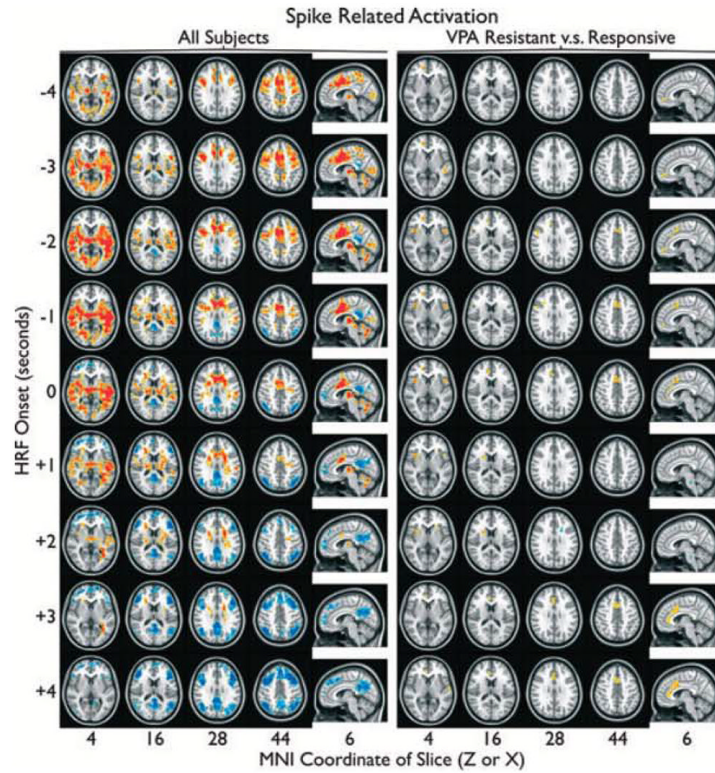 Spike Related Activation
All Subjects VPA Resistant v.s. Responsive
HRF Onset (seconds)
-4
-3
-2
-1
0
+1
+2
+3
+4
4 16 28 44 6 4 16 28 44 6
MNI Coordinate of Slice (Z or X)